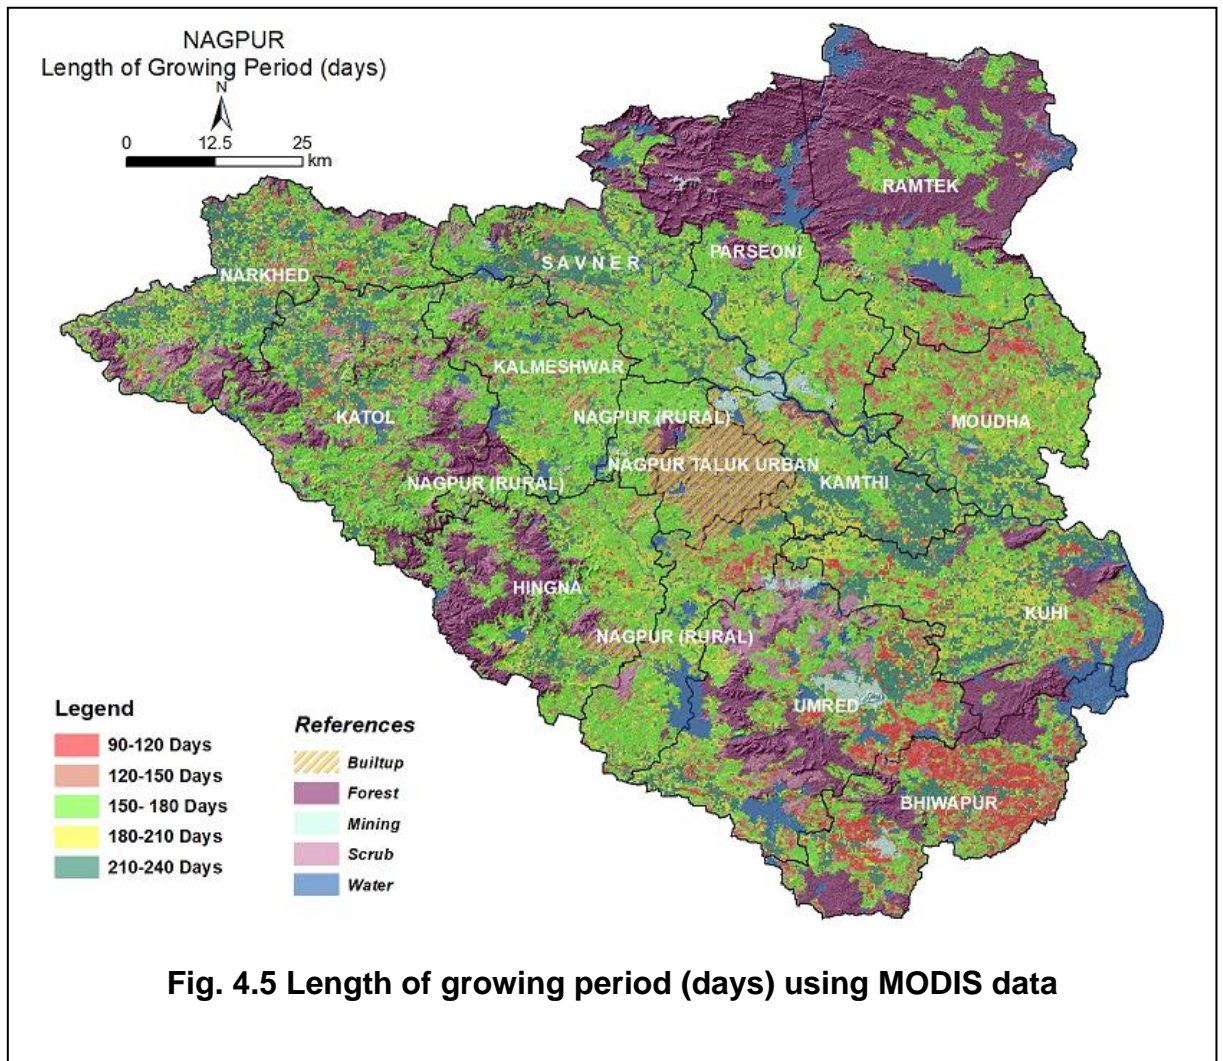 NAGPUR
Length of Growing Period (days)
N
0 12.5 25
km
RAMTEK
PARSEONI
SAVNER
NARKHED
KALMESHWAR
KATOL
NAGPUR (RURAL)
MOUDHA
NAGPUR TALUK URBAN
KAMTHI
NAGPUR (RURAL)
HINGNA
KUHI
NAGPUR (RURAL)
UMRED
BHIWAPUR
Legend
90-120 Days
120-150 Days
150- 180 Days
180-210 Days
210-240 Days
References
Builtup
Forest
Mining
Scrub
Water
Fig. 4.5 Length of growing period (days) using MODIS data